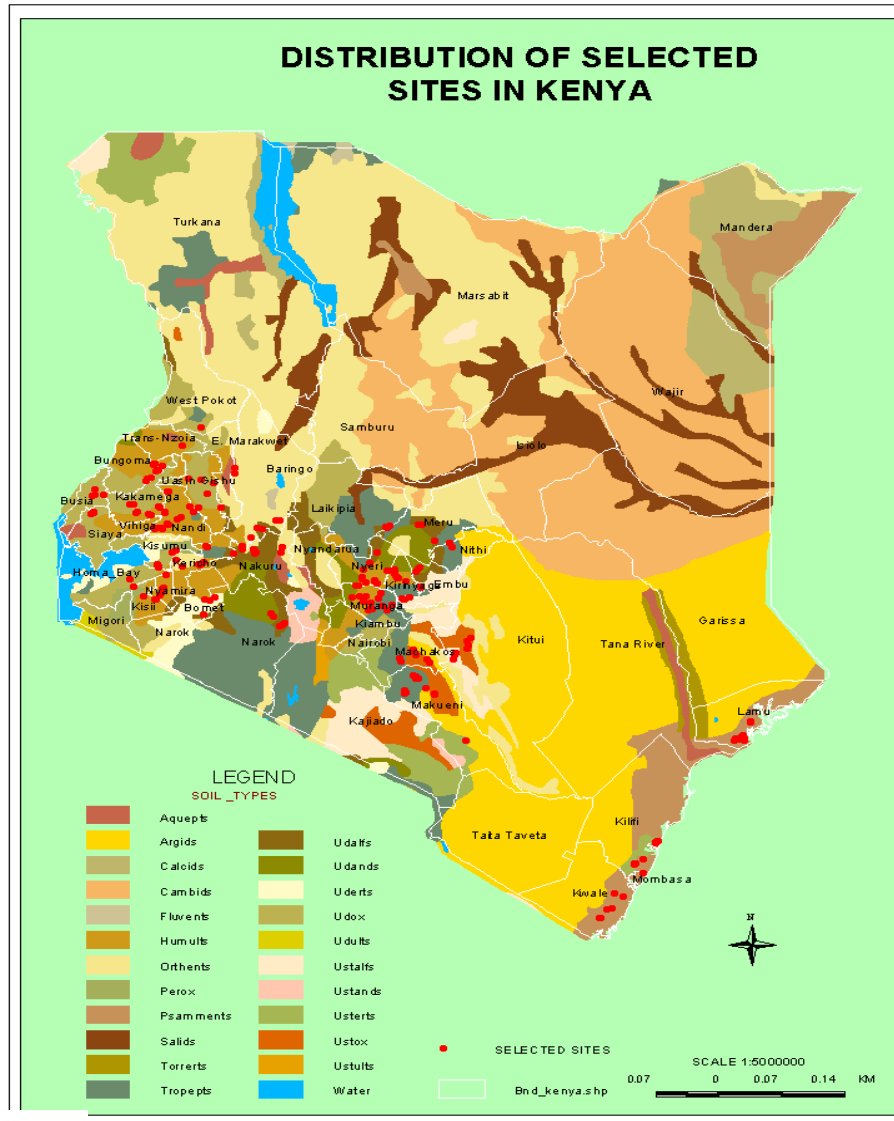 DISTRIBUTION OF SELECTED
SITES IN KENYA
Turkana
Mandera
Marsabit
Wajir
West Pokot
Samburu
Isiolo
Trans-Nzoia
E. Marakwet
Bungoma
Baringo
Uasin Gishu
Busia
Kakamega
Laikipia
Meru
Vihiga
Nandi
Siaya
Kisumu
Nyandarua
Nithi
Homa_Bay
Kericho
Nakuru
Nyeri
Kirinyaga
Embu
Nyamira
Kisii
Bomet
Muranga
Migori
Kiambu
Garissa
Narok
Narok
Nairobi
Kitui
Tana River
Machakos
Makueni
Lamu
Kajiado
Taita Taveta
Kilifi
Mombasa
Kwale
N
LEGEND
SOIL _TYPES
Aquepts
Argids
Calcids
Cambids
Fluvents
Humults
Orthents
Perox
Psamments
Salids
Torrerts
Tropepts
Udalfs
Udands
Uderts
Udox
Udults
Ustalfs
Ustands
Usterts
Ustox
Ustults
Water
SELECTED SITES
Bnd_kenya.shp
SCALE 1:5000000
0.07 0 0.07 0.14 KM